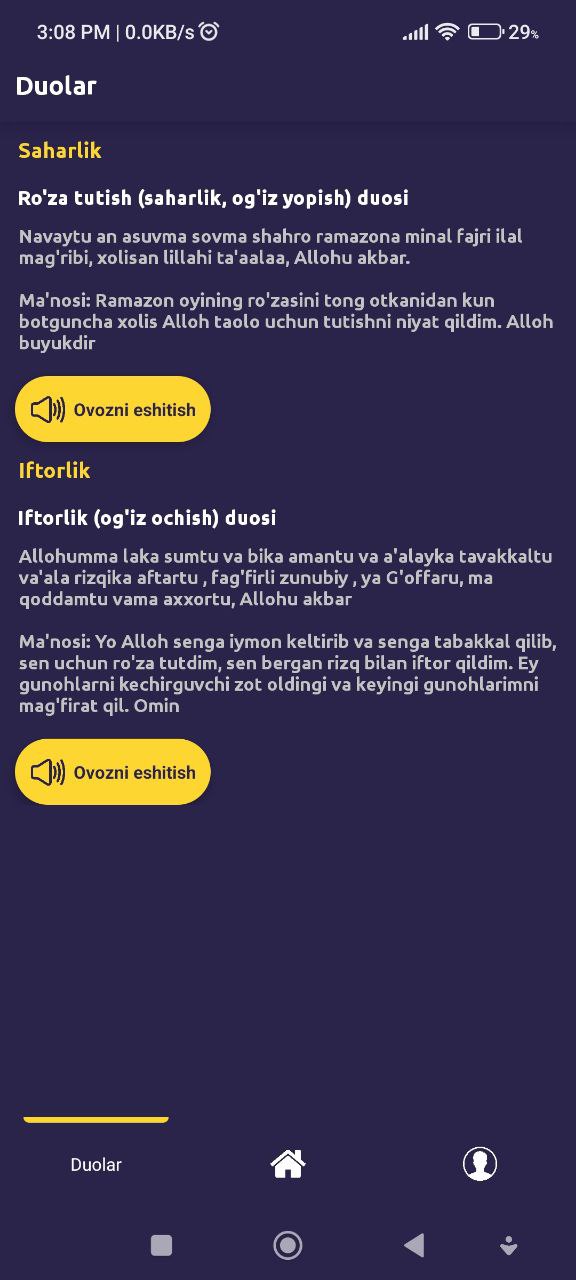 3:08 PM | 0.0KB/s
29%
Duolar
Saharlik
Ro'za tutish (saharlik, og'iz yopish) duosi
Navaytu an asuvma sovma shahro ramazona minal fajri ilal
mag'ribi, xolisan lillahi ta'aalaa, Allohu akbar.
Ma'nosi: Ramazon oyining ro'zasini tong otkanidan kun
botguncha xolis Alloh taolo uchun tutishni niyat qildim. Alloh
buyukdir
Ovozni eshitish
Iftorlik
Iftorlik (og'iz ochish) duosi
Allohumma laka sumtu va bika amantu va a'alayka tavakkaltu
va'ala rizqika aftartu , fag'firli zunubiy , ya G'offaru, ma
qoddamtu vama axxortu, Allohu akbar
Ma'nosi: Yo Alloh senga iymon keltirib va senga tabakkal qilib,
sen uchun ro'za tutdim, sen bergan rizq bilan iftor qildim. Ey
gunohlarni kechirguvchi zot oldingi va keyingi gunohlarimni
mag'firat qil. Omin
Ovozni eshitish
Duolar